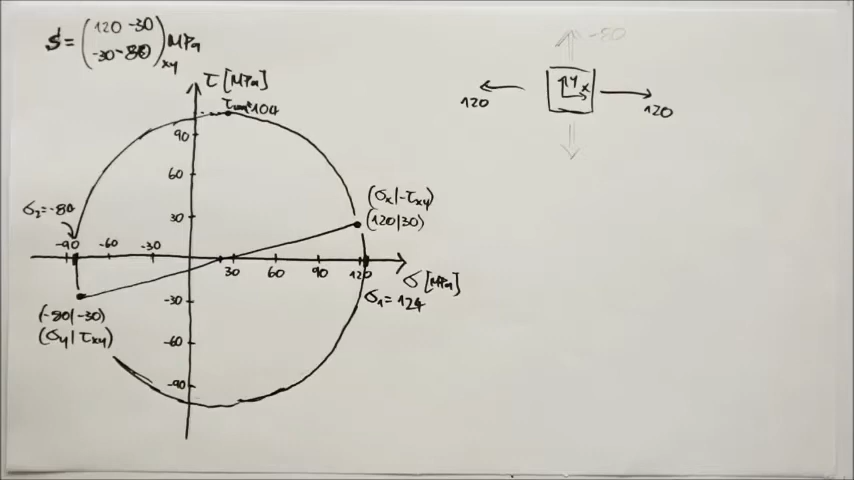 S = ( 120 -30
-30 -80 )xy MPa
τ [MPa]
τmax=104
90
60
30
-90 -60 -30
30 60 90 120
σ [MPa]
-30
-60
-90
σ2=-80
(σx|-τxy)
(120|30)
σ1=124
(-80|-30)
(σy|τxy)
-80
120
y
x
120